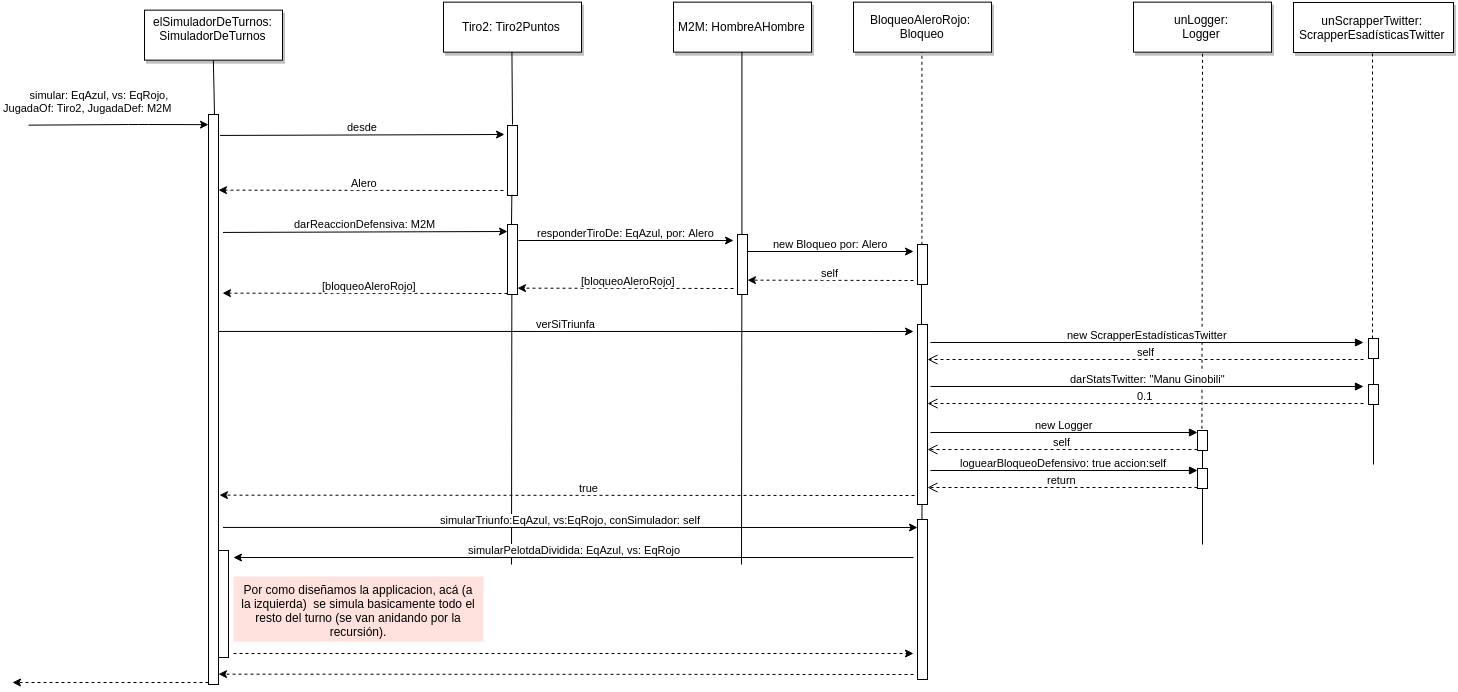 elSimuladorDeTurnos:
SimuladorDeTurnos
Tiro2: Tiro2Puntos
M2M: HombreAHombre
BloqueoAleroRojo:
Bloqueo
unLogger:
Logger
unScrapperTwitter:
ScrapperEsadísticasTwitter
simular: EqAzul, vs: EqRojo,
JugadaOf: Tiro2, JugadaDef: M2M
desde
Alero
darReaccionDefensiva: M2M
responderTiroDe: EqAzul, por: Alero
new Bloqueo por: Alero
self
[bloqueoAleroRojo]
[bloqueoAleroRojo]
verSiTriunfa
new ScrapperEstadísticasTwitter
self
darStatsTwitter: "Manu Ginobili"
0.1
new Logger
self
loguearBloqueoDefensivo: true accion:self
return
true
simularTriunfo:EqAzul, vs:EqRojo, conSimulador: self
simularPelotdaDividida: EqAzul, vs: EqRojo
Por como diseñamos la applicacion, acá (a
la izquierda) se simula basicamente todo el
resto del turno (se van anidando por la
recursión).